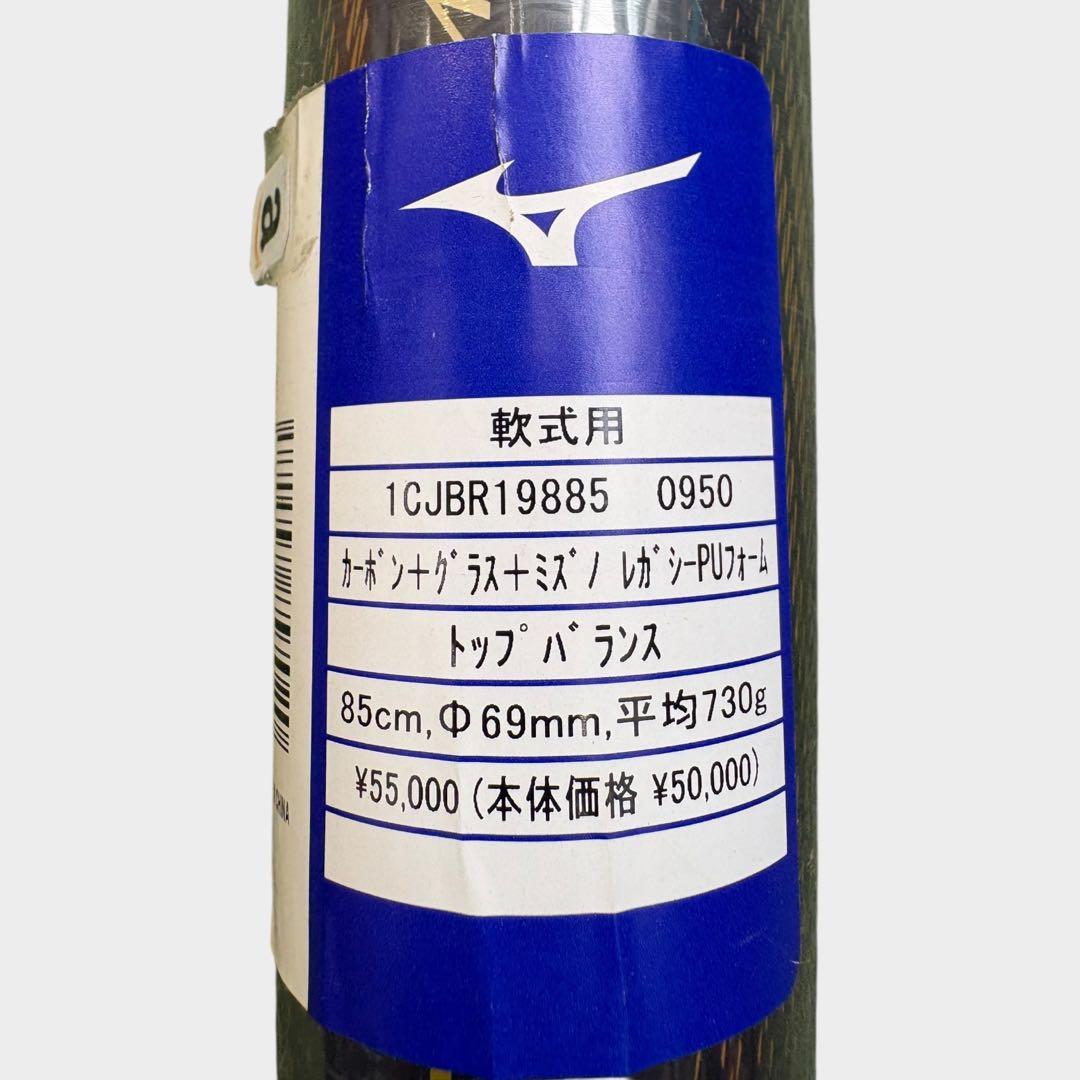 軟式用
1CJBR19885 0950
ｶｰﾎﾞﾝ+ｸﾞﾗｽ+ﾐｽﾞﾉ ﾚｶﾞｼｰPUﾌｫｰﾑ
ﾄｯﾌﾟﾊﾞﾗﾝｽ
85cm,Φ69mm,平均730g
¥55,000 (本体価格 ¥50,000)